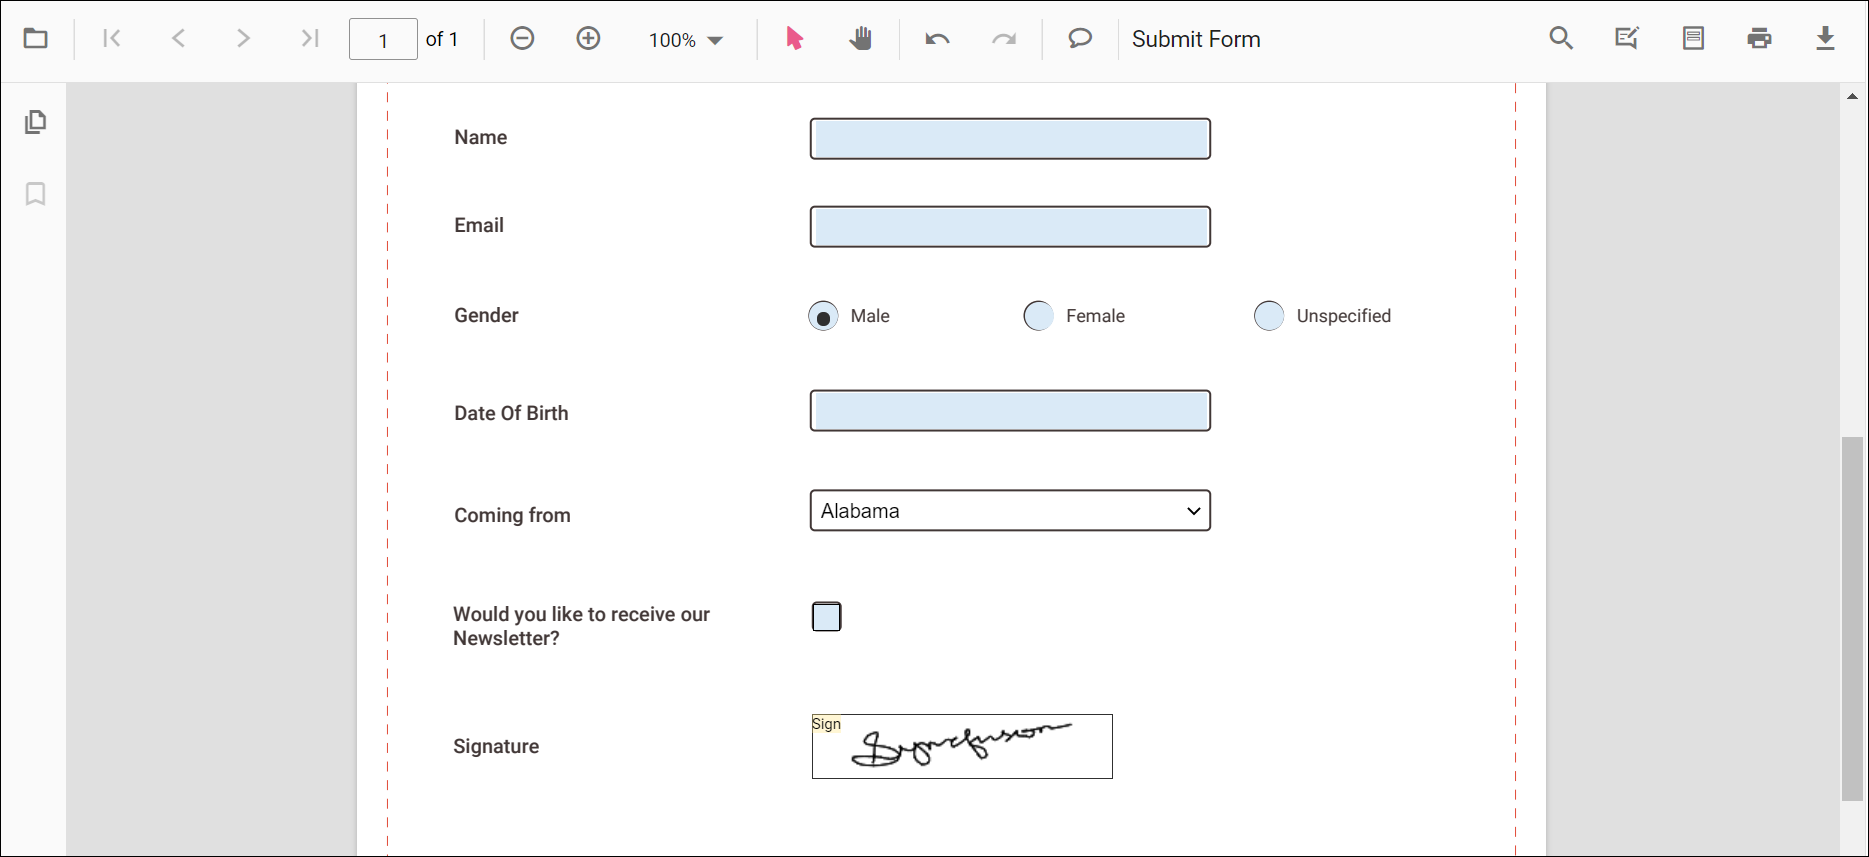 1 of 1 100% Submit Form
Name
Email
Gender Male Female Unspecified
Date Of Birth
Coming from Alabama
Would you like to receive our
Newsletter?
Sign
Signature Syncfusion